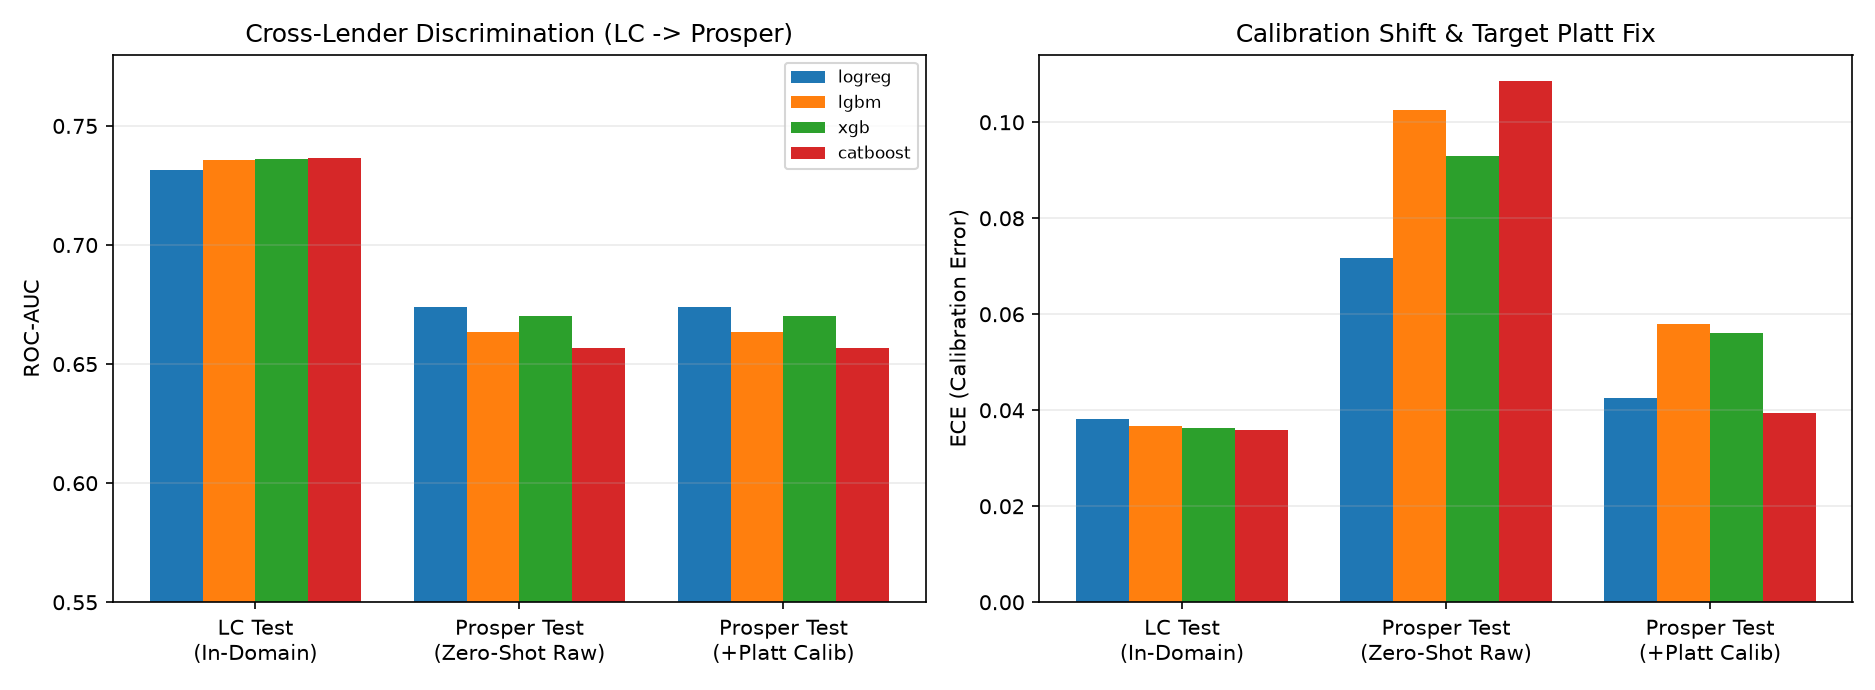 Cross-Lender Discrimination (LC -> Prosper)
ROC-AUC
0.75
0.70
0.65
0.60
0.55
logreg
lgbm
xgb
catboost
LC Test
(In-Domain)
Prosper Test
(Zero-Shot Raw)
Prosper Test
(+Platt Calib)
Calibration Shift & Target Platt Fix
ECE (Calibration Error)
0.10
0.08
0.06
0.04
0.02
0.00
LC Test
(In-Domain)
Prosper Test
(Zero-Shot Raw)
Prosper Test
(+Platt Calib)